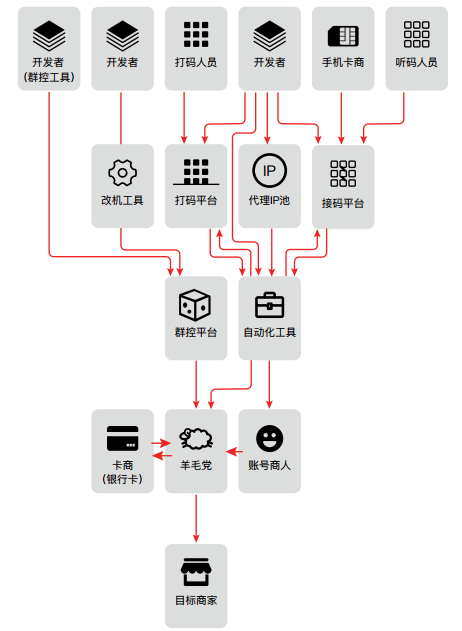 开发者
(群控工具)
开发者
打码人员
开发者
手机卡商
听码人员
改机工具
打码平台
IP
代理IP池
接码平台
群控平台
自动化工具
卡商
(银行卡)
羊毛党
账号商人
目标商家